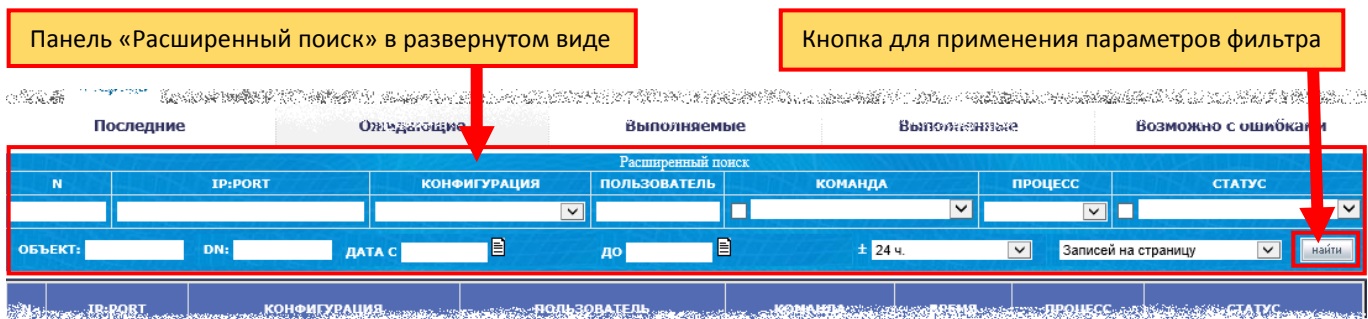 Панель «Расширенный поиск» в развернутом виде
Кнопка для применения параметров фильтра
Последние Ожидающие Выполняемые Выполненные Возможно с ошибками
Расширенный поиск
N IP:PORT КОНФИГУРАЦИЯ ПОЛЬЗОВАТЕЛЬ КОМАНДА ПРОЦЕСС СТАТУС
ОБЪЕКТ: DN: ДАТА С ДО ± 24 ч. Записей на страницу найти
N IP:PORT КОНФИГУРАЦИЯ ПОЛЬЗОВАТЕЛЬ КОМАНДА ВРЕМЯ ПРОЦЕСС СТАТУС